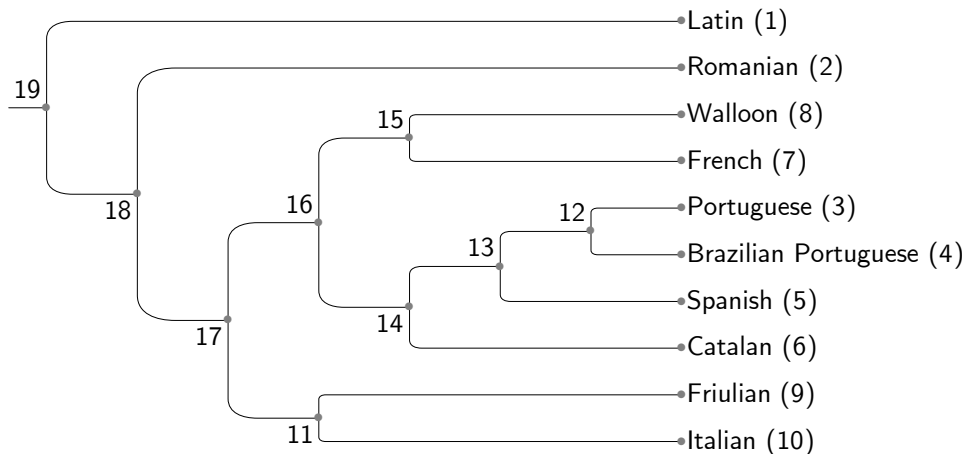 Latin (1)
Romanian (2)
19
Walloon (8)
15
French (7)
16
18
Portuguese (3)
12
Brazilian Portuguese (4)
13
Spanish (5)
14
17
Catalan (6)
Friulian (9)
11
Italian (10)